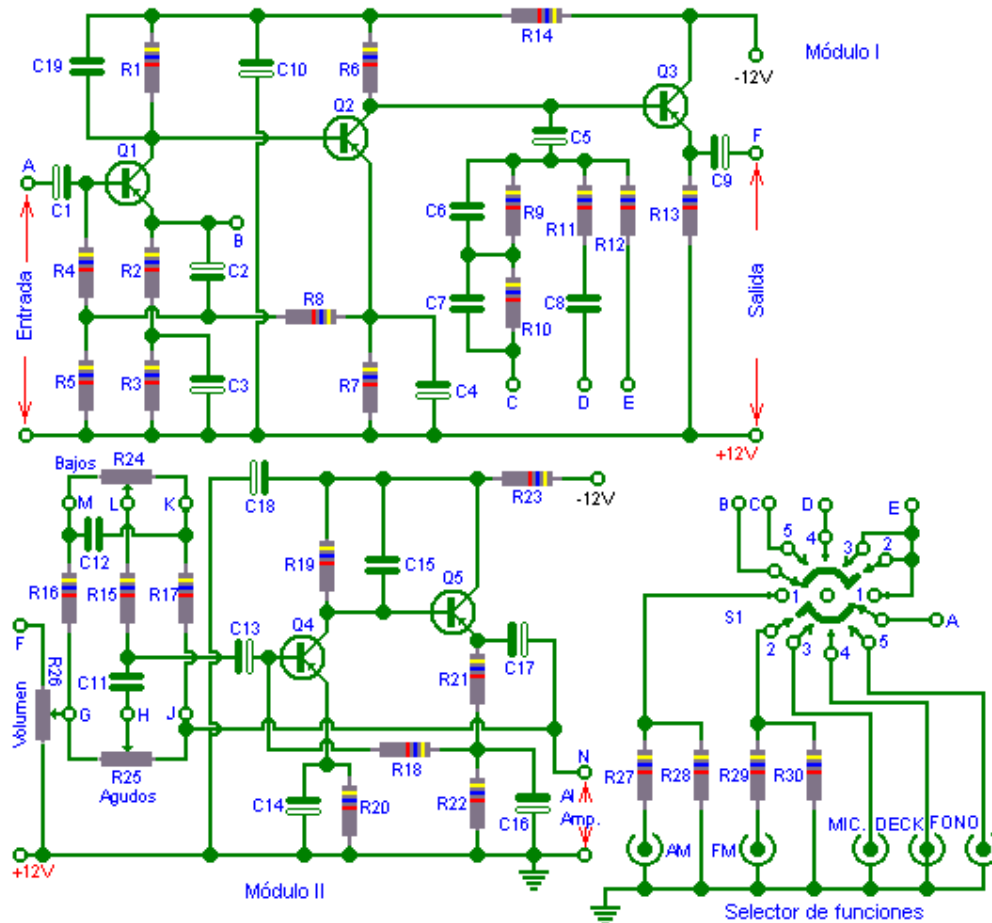 R14
C19
R1
C10
R6
Módulo I
-12V
Q3
Q2
Q1
C5
F
A
C1
C9
C6
R9
R11
R12
R13
B
R4
R2
C2
Entrada
Salida
R8
C7
R10
C8
R5
R3
C3
R7
C4
C
D
E
+12V
Bajos
R24
M
L
K
C12
C18
R23
-12V
R16
R15
R17
R19
C15
Q5
B
C
D
E
5
4
3
2
1
1
S1
A
2
3
4
5
F
C13
Q4
C17
R26
Volumen
C11
R21
G
H
J
R25
Agudos
R18
N
C14
R20
R22
C16
Al
Amp.
R27
R28
R29
R30
AM
FM
MIC.
DECK
FONO
+12V
Módulo II
Selector de funciones